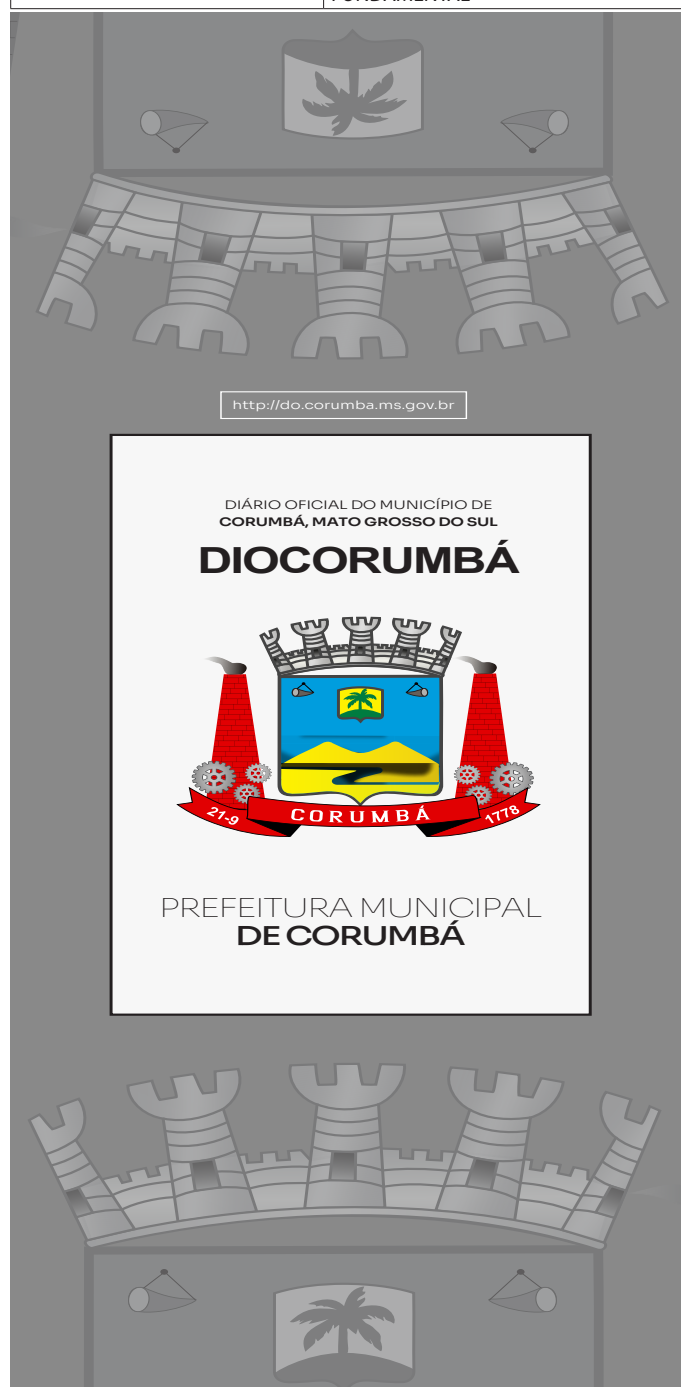 FUNDAMENTAL
http://do.corumba.ms.gov.br
DIÁRIO OFICIAL DO MUNICÍPIO DE
CORUMBÁ, MATO GROSSO DO SUL
DIOCORUMBÁ
21-9 CORUMBÁ 1778
PREFEITURA MUNICIPAL
DE CORUMBÁ